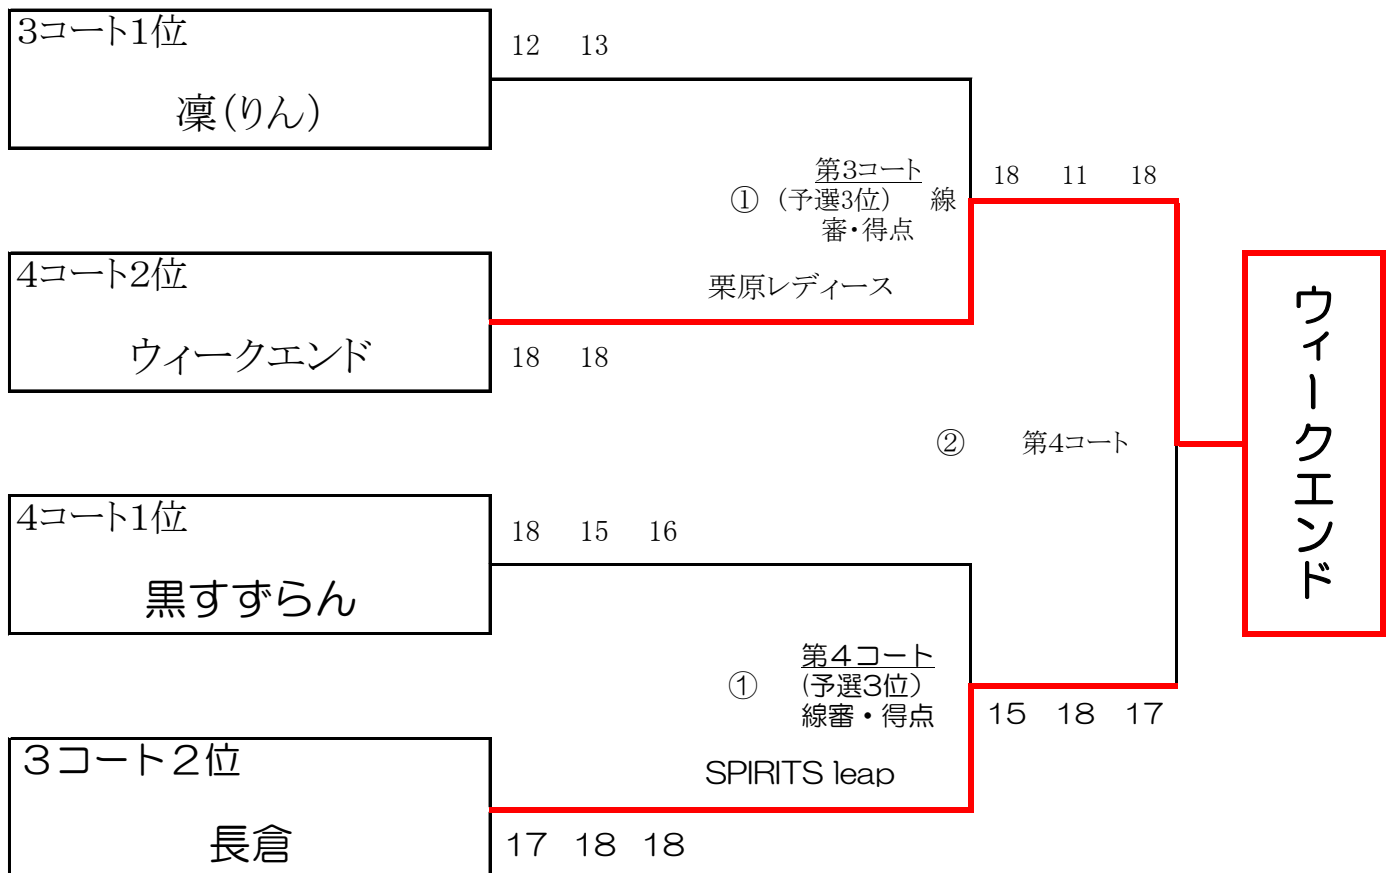 3コート1位
12 13
凜(りん)
第3コート
① (予選3位) 線
審・得点
18 11 18
4コート2位
栗原レディース
ウィークエンド
18 18
ウィークエンド
② 第4コート
4コート1位
18 15 16
黒すずらん
第4コート
① (予選3位)
線審・得点
15 18 17
3コート2位
SPIRITS leap
長倉
17 18 18